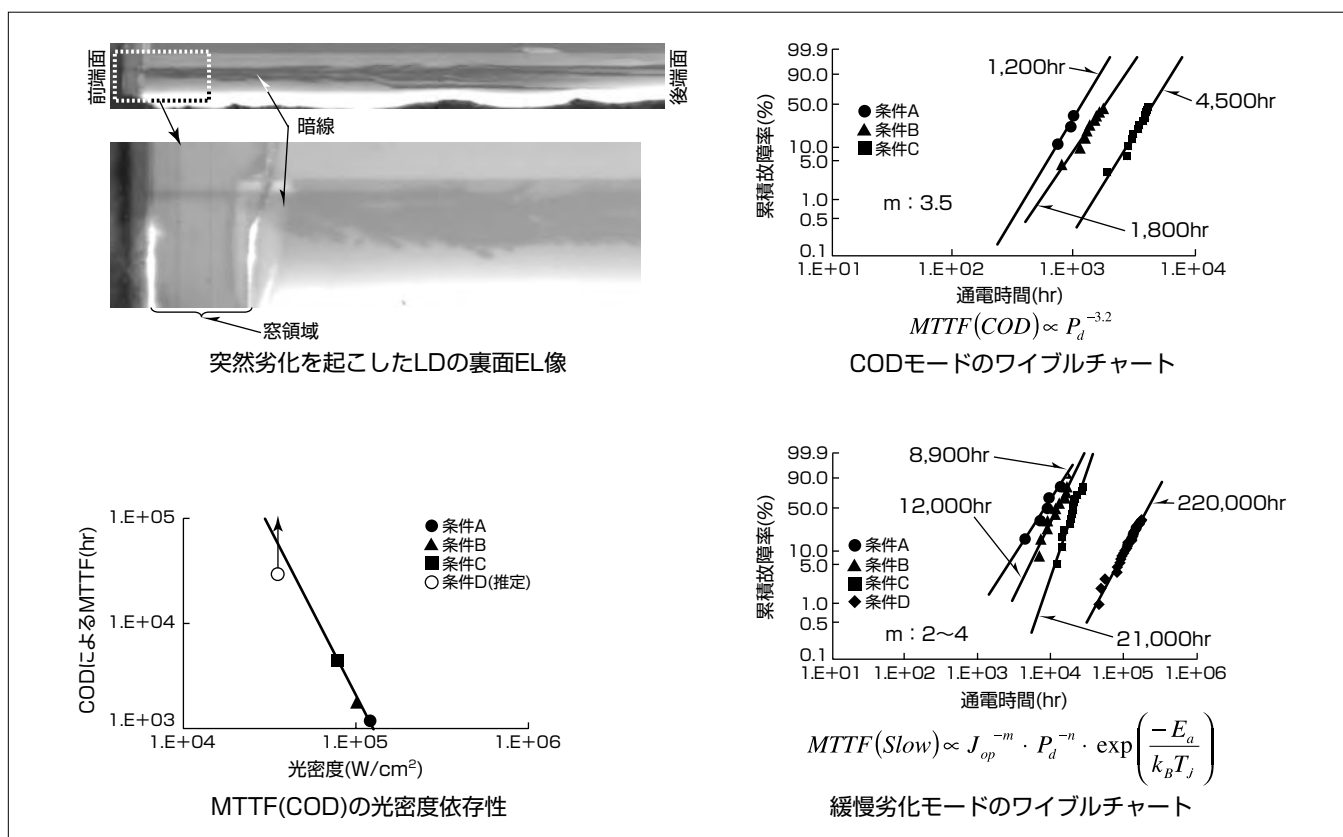 前端面
後端面
暗線
窓領域
突然劣化を起こしたLDの裏面EL像
累積故障率(%)
99.9
90.0
50.0
10.0
5.0
1.0
0.5
0.1
●条件A
▲条件B
■条件C
m：3.5
1,200hr
4,500hr
1,800hr
1.E+01 1.E+02 1.E+03 1.E+04
通電時間(hr)
MTTF(COD)∝ P_d^{-3.2}
CODモードのワイブルチャート
CODによるMTTF(hr)
1.E+05
1.E+04
1.E+03
●条件A
▲条件B
■条件C
○条件D(推定)
1.E+04 1.E+05 1.E+06
光密度(W/cm²)
MTTF(COD)の光密度依存性
累積故障率(%)
99.9
90.0
50.0
10.0
5.0
1.0
0.5
0.1
●条件A
▲条件B
■条件C
◆条件D
m：2〜4
8,900hr
12,000hr
220,000hr
21,000hr
1.E+01 1.E+02 1.E+03 1.E+04 1.E+05 1.E+06
通電時間(hr)
MTTF(Slow)∝ J_{op}^{-m} · P_d^{-n} · exp(-E_a / k_B T_j)
緩慢劣化モードのワイブルチャート